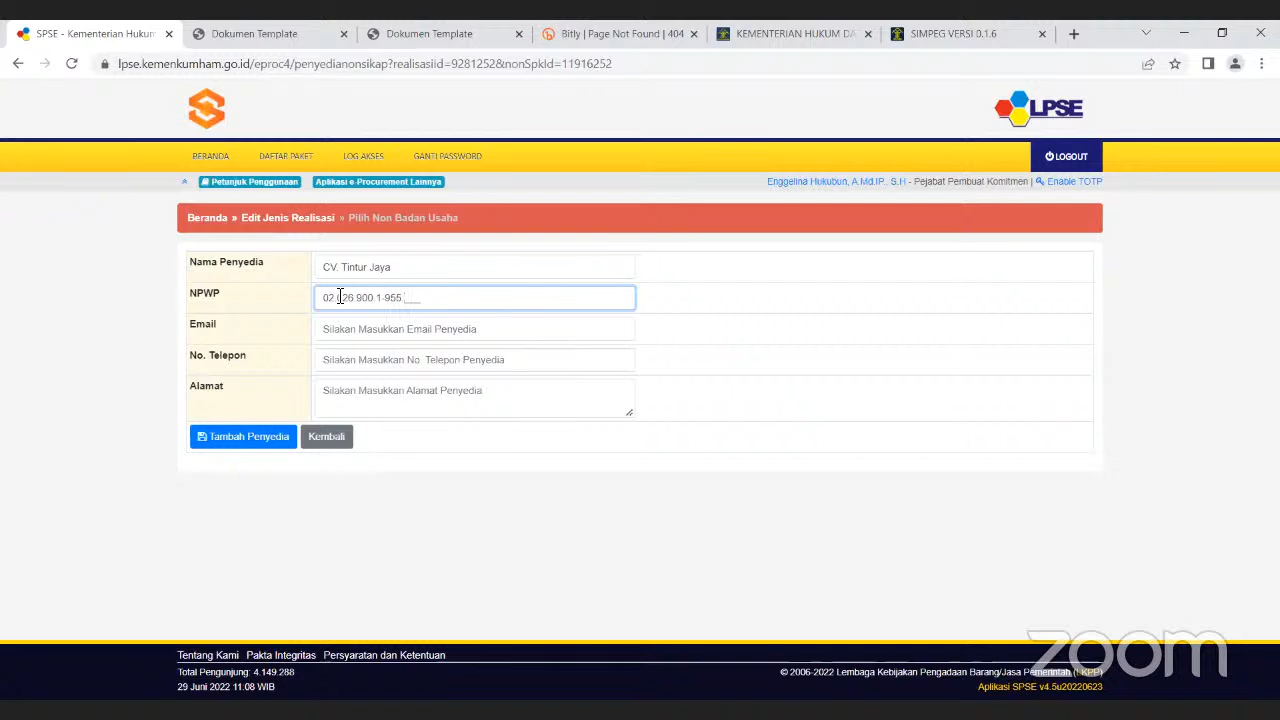 SPSE - Kementerian Hukum
Dokumen Template
Dokumen Template
Bitly | Page Not Found | 404
KEMENTERIAN HUKUM DA
SIMPEG VERSI 0.1.6
lpse.kemenkumham.go.id/eproc4/penyedianonsikap?realisasiId=9281252&nonSpkId=11916252
LPSE
BERANDA DAFTAR PAKET LOG AKSES GANTI PASSWORD
LOGOUT
Petunjuk Penggunaan Aplikasi e-Procurement Lainnya
Enggelina Hukubun, A.Md.IP., S.H - Pejabat Pembuat Komitmen | Enable TOTP
Beranda » Edit Jenis Realisasi » Pilih Non Badan Usaha
Nama Penyedia CV. Tintur Jaya
NPWP
Email Silakan Masukkan Email Penyedia
No. Telepon Silakan Masukkan No. Telepon Penyedia
Alamat Silakan Masukkan Alamat Penyedia
Tambah Penyedia Kembali
Tentang Kami Pakta Integritas Persyaratan dan Ketentuan
Total Pengunjung: 4.149.288
© 2006-2022 Lembaga Kebijakan Pengadaan Barang/Jasa Pemerintah (LKPP)
29 Juni 2022 11:08 WIB
Aplikasi SPSE v4.5u20220623
zoom